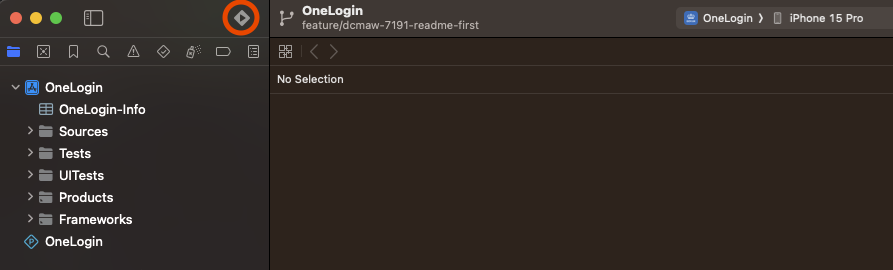 OneLogin
feature/dcmaw-7191-readme-first
OneLogin
iPhone 15 Pro
No Selection
OneLogin
OneLogin-Info
Sources
Tests
UITests
Products
Frameworks
OneLogin